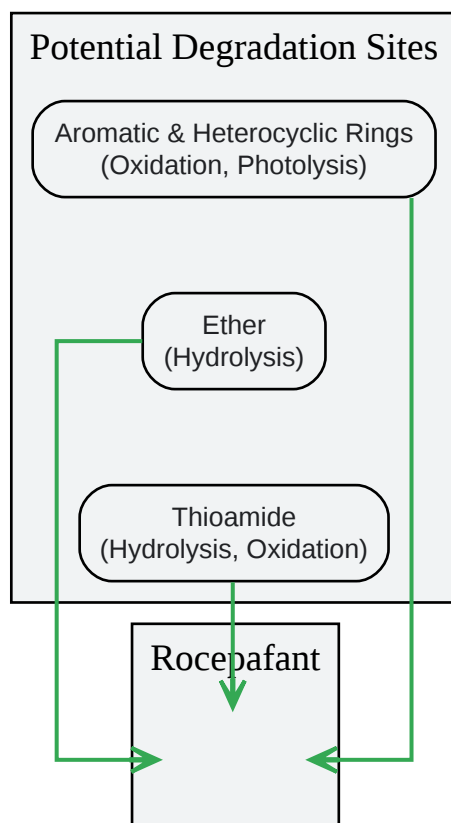 Potential Degradation Sites
Aromatic & Heterocyclic Rings
(Oxidation, Photolysis)
Ether
(Hydrolysis)
Thioamide
(Hydrolysis, Oxidation)
Rocepafant